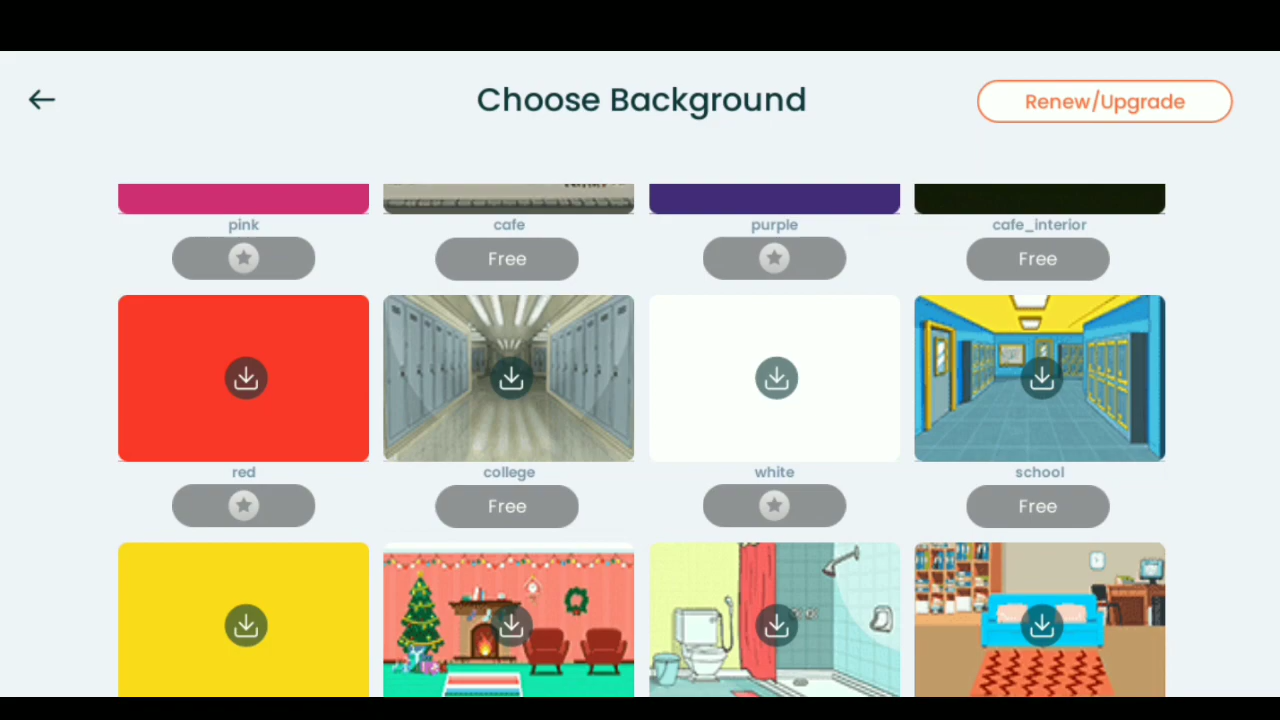 Choose Background
Renew/Upgrade
pink
cafe
purple
cafe_interior
Free
Free
red
college
white
school
Free
Free